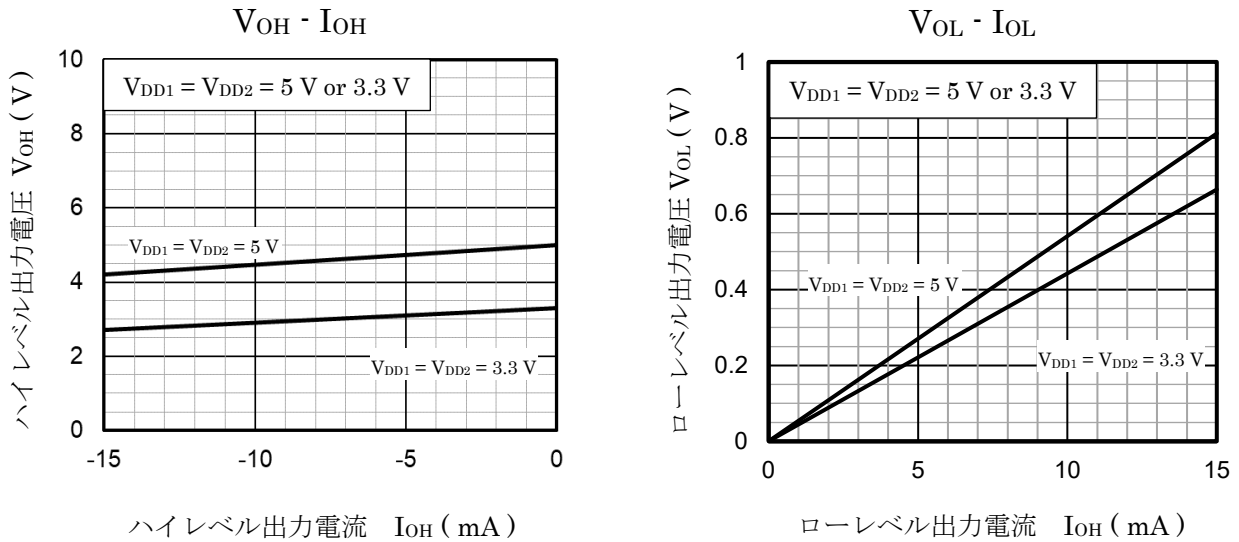 VOH - IOH
10
8
6
4
2
0
-15
-10
-5
0
ハイレベル出力電圧 VOH ( V )
VDD1 = VDD2 = 5 V or 3.3 V
VDD1 = VDD2 = 5 V
VDD1 = VDD2 = 3.3 V
ハイレベル出力電流 IOH ( mA )
VOL - IOL
1
0.8
0.6
0.4
0.2
0
0
5
10
15
ローレベル出力電圧 VOL ( V )
VDD1 = VDD2 = 5 V or 3.3 V
VDD1 = VDD2 = 5 V
VDD1 = VDD2 = 3.3 V
ローレベル出力電流 IOH ( mA )